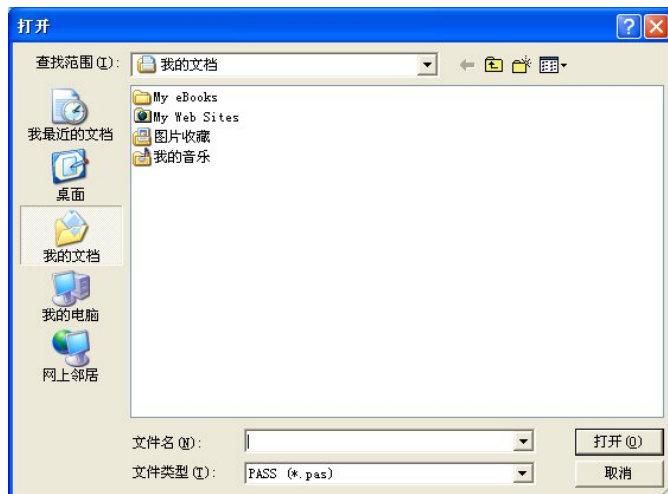 打开
查找范围(I):
我的文档
我最近的文档
桌面
我的文档
我的电脑
网上邻居
My eBooks
My Web Sites
图片收藏
我的音乐
文件名(N):
打开(O)
文件类型(T):
PASS (*.pas)
取消